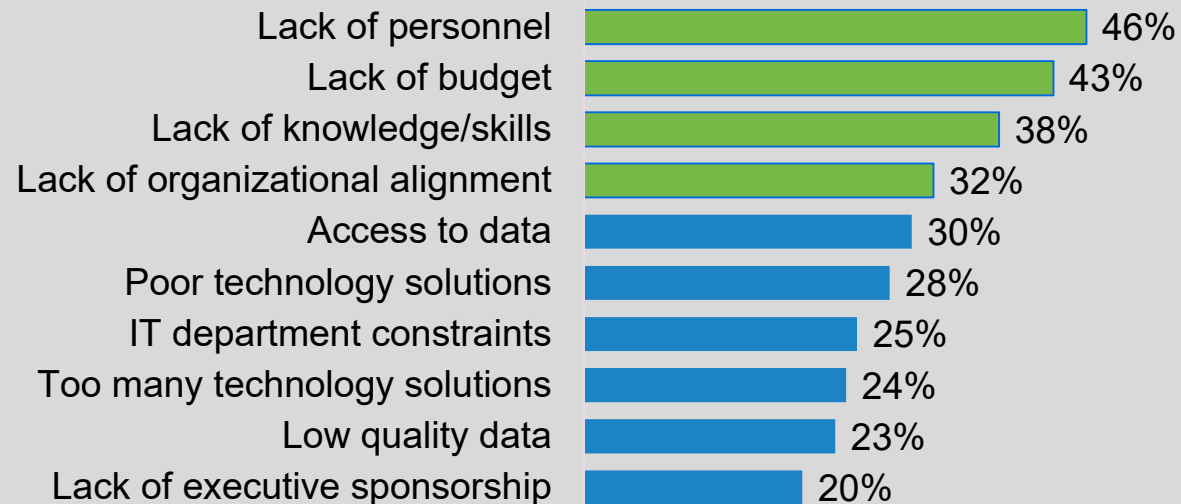 Lack of personnel 46%
Lack of budget 43%
Lack of knowledge/skills 38%
Lack of organizational alignment 32%
Access to data 30%
Poor technology solutions 28%
IT department constraints 25%
Too many technology solutions 24%
Low quality data 23%
Lack of executive sponsorship 20%